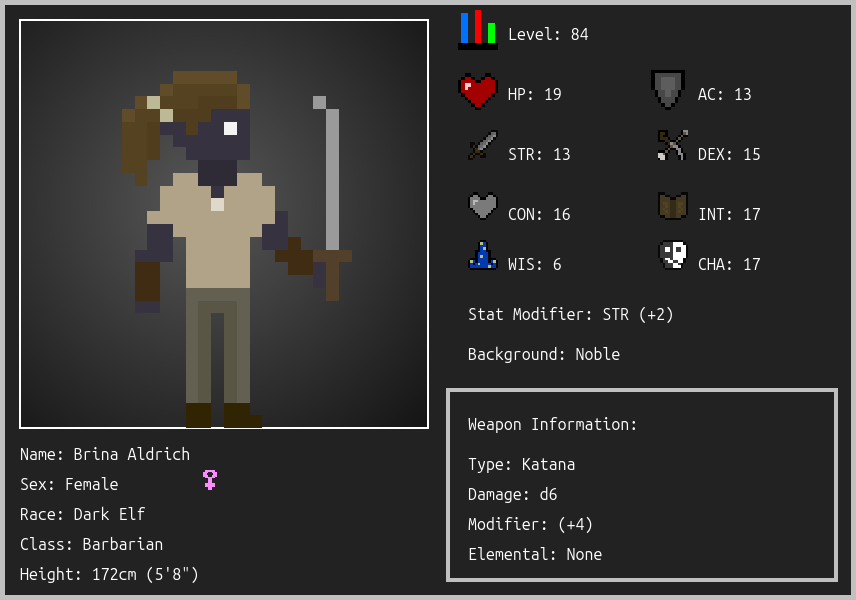 Level: 84
HP: 19
AC: 13
STR: 13
DEX: 15
CON: 16
INT: 17
WIS: 6
CHA: 17
Stat Modifier: STR (+2)
Background: Noble
Weapon Information:
Type: Katana
Damage: d6
Modifier: (+4)
Elemental: None
Name: Brina Aldrich
Sex: Female
Race: Dark Elf
Class: Barbarian
Height: 172cm (5'8")